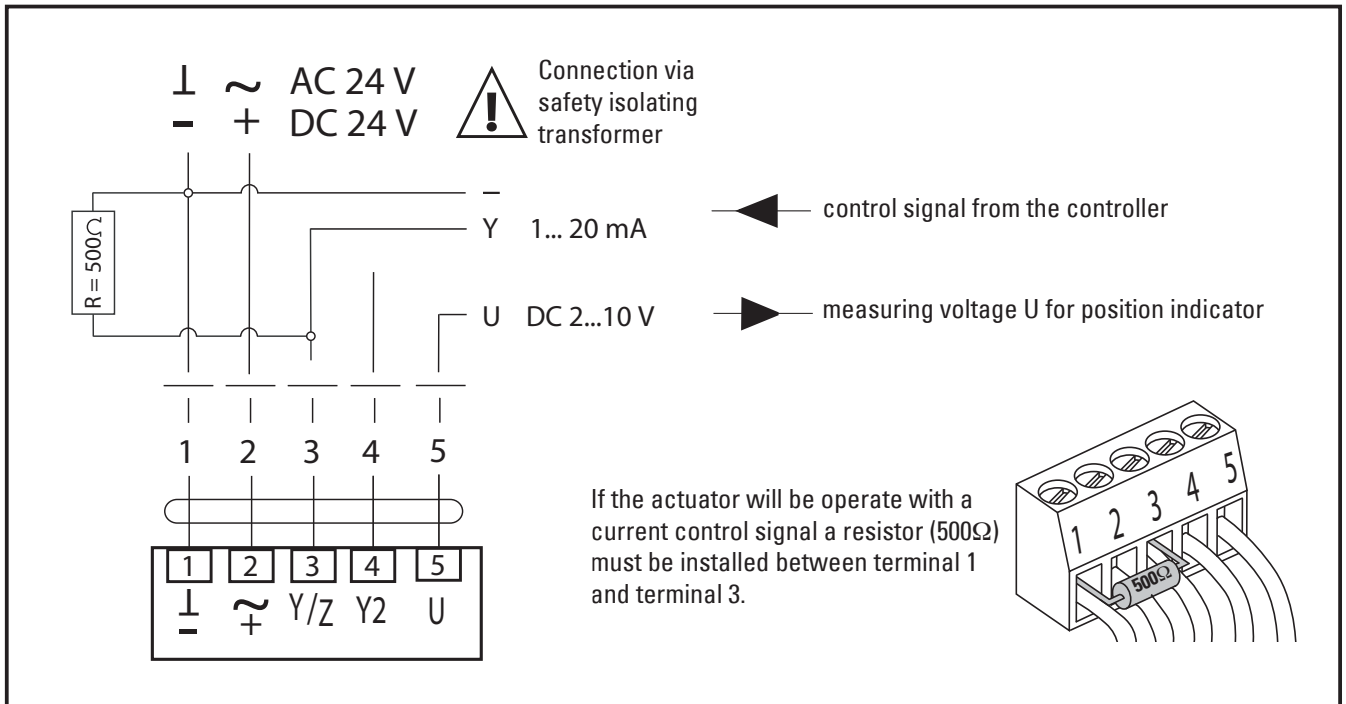 ⊥ ~ AC 24 V
- + DC 24 V
Connection via
safety isolating
transformer
!
R = 500Ω
–
Y 1... 20 mA
control signal from the controller
U DC 2...10 V
measuring voltage U for position indicator
1 2 3 4 5
1 2 3 4 5
⊥ ~ Y/Z Y2 U
- +
If the actuator will be operate with a
current control signal a resistor (500Ω)
must be installed between terminal 1
and terminal 3.
1 2 3 4 5
500Ω